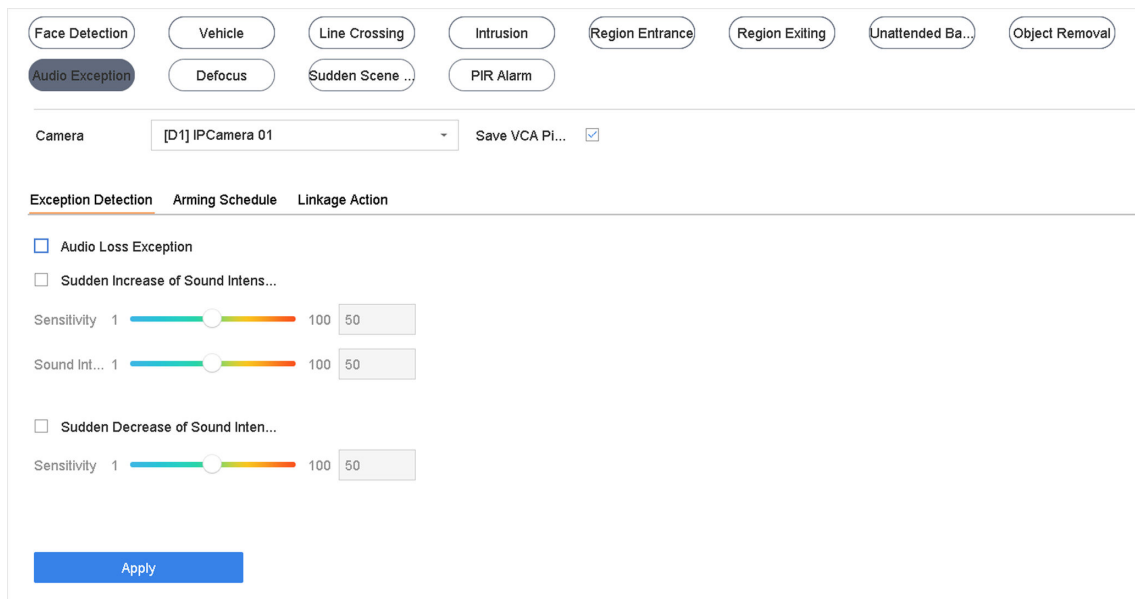 Face Detection Vehicle Line Crossing Intrusion Region Entrance Region Exiting Unattended Ba... Object Removal
Audio Exception Defocus Sudden Scene ... PIR Alarm
Camera [D1] IPCamera 01 Save VCA Pi...
Exception Detection Arming Schedule Linkage Action
Audio Loss Exception
Sudden Increase of Sound Intens...
Sensitivity 1 100 50
Sound Int... 1 100 50
Sudden Decrease of Sound Inten...
Sensitivity 1 100 50
Apply